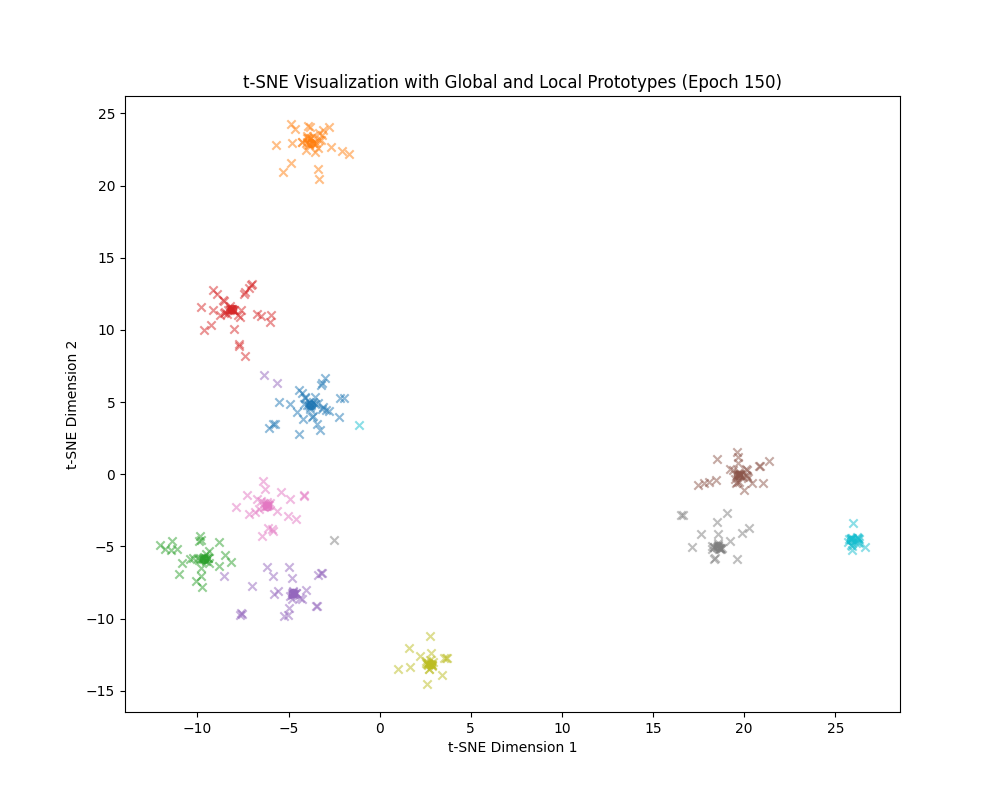 t-SNE Visualization with Global and Local Prototypes (Epoch 150)
25
20
15
10
5
0
−5
−10
−15
t-SNE Dimension 2
−10 −5 0 5 10 15 20 25
t-SNE Dimension 1